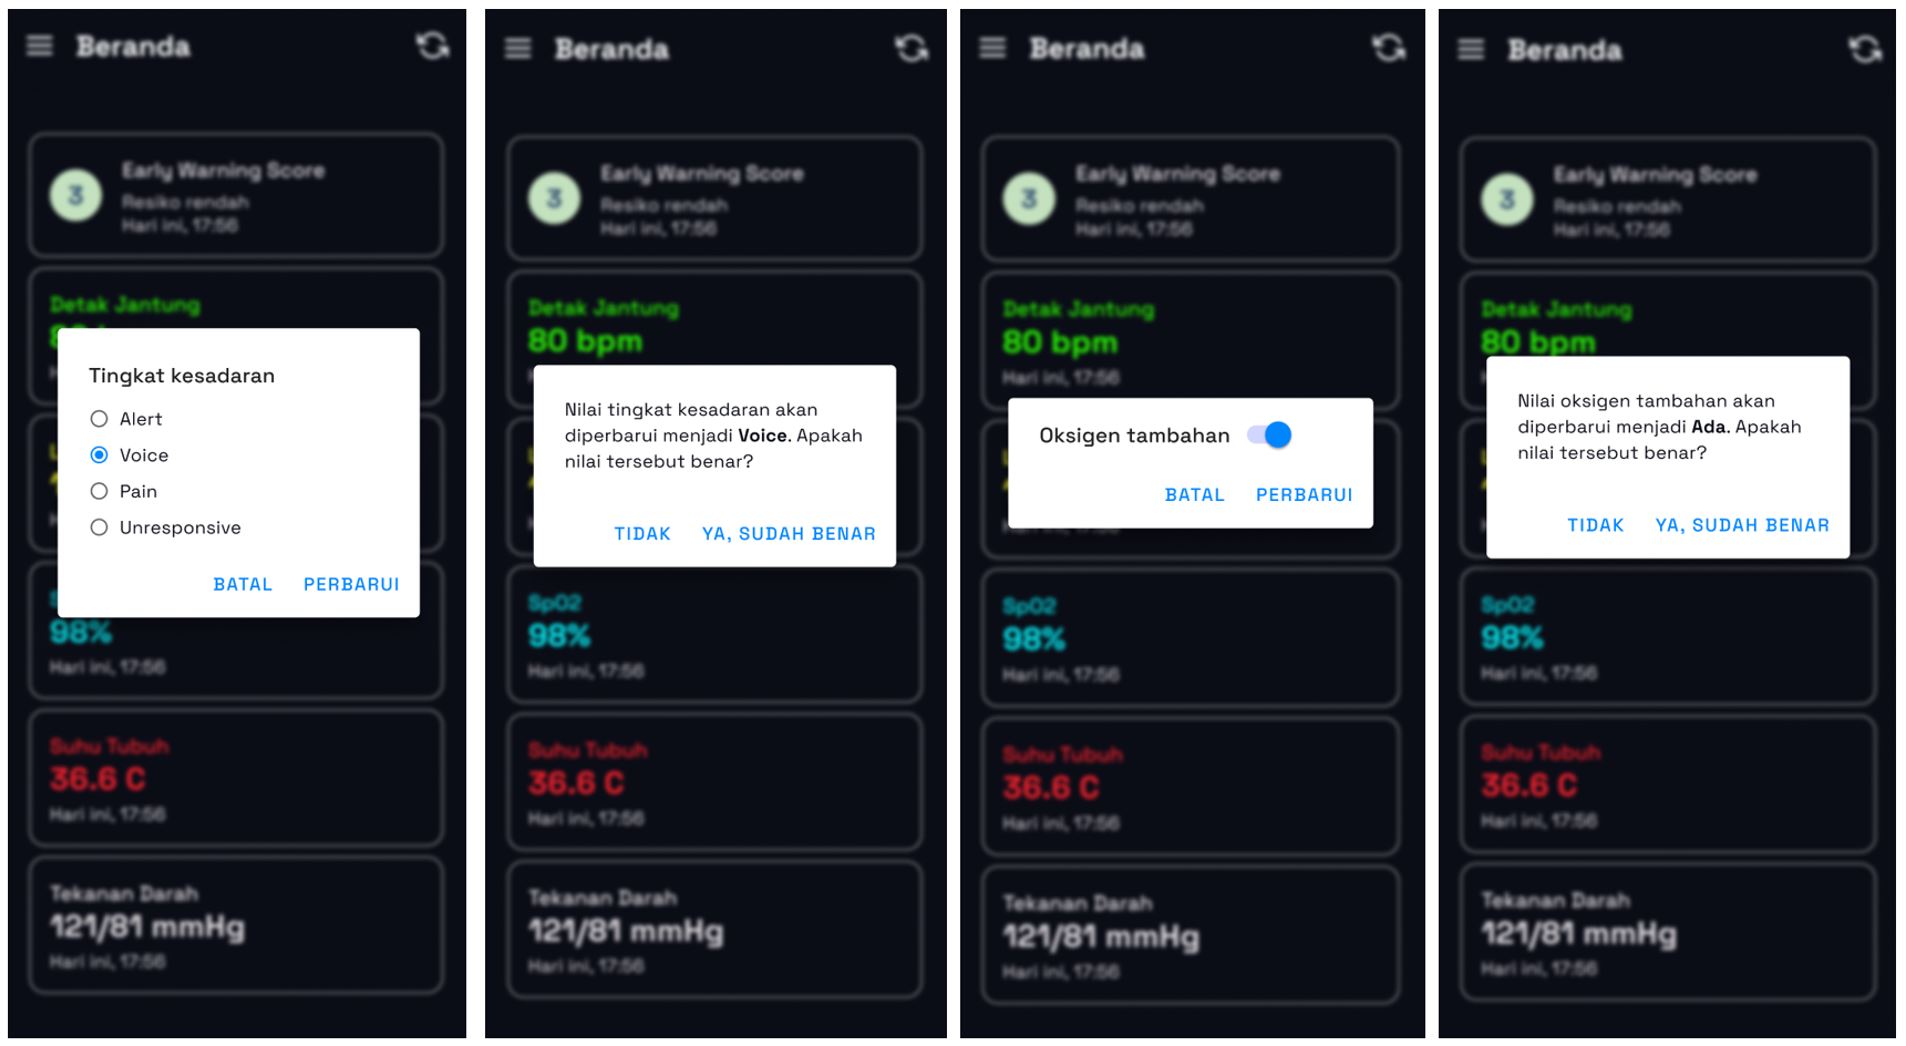 Beranda
3
Early Warning Score
Resiko rendah
Hari ini, 17:56
Detak Jantung
Tingkat kesadaran
Alert
Voice
Pain
Unresponsive
BATAL PERBARUI
98%
Hari ini, 17:56
Suhu Tubuh
36.6 C
Hari ini, 17:56
Tekanan Darah
121/81 mmHg
Hari ini, 17:56
Beranda
3
Early Warning Score
Resiko rendah
Hari ini, 17:56
Detak Jantung
80 bpm
Nilai tingkat kesadaran akan
diperbarui menjadi Voice. Apakah
nilai tersebut benar?
TIDAK YA, SUDAH BENAR
SpO2
98%
Hari ini, 17:56
Suhu Tubuh
36.6 C
Hari ini, 17:56
Tekanan Darah
121/81 mmHg
Hari ini, 17:56
Beranda
3
Early Warning Score
Resiko rendah
Hari ini, 17:56
Detak Jantung
80 bpm
Hari ini, 17:56
Oksigen tambahan
BATAL PERBARUI
SpO2
98%
Hari ini, 17:56
Suhu Tubuh
36.6 C
Hari ini, 17:56
Tekanan Darah
121/81 mmHg
Hari ini, 17:56
Beranda
3
Early Warning Score
Resiko rendah
Hari ini, 17:56
Detak Jantung
80 bpm
Nilai oksigen tambahan akan
diperbarui menjadi Ada. Apakah
nilai tersebut benar?
TIDAK YA, SUDAH BENAR
SpO2
98%
Hari ini, 17:56
Suhu Tubuh
36.6 C
Hari ini, 17:56
Tekanan Darah
121/81 mmHg
Hari ini, 17:56